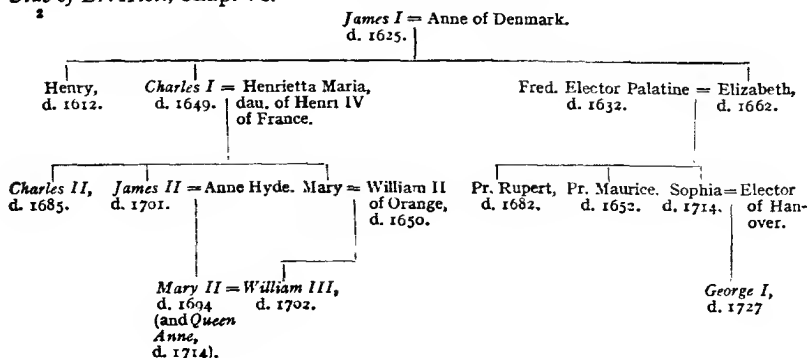 2
James I = Anne of Denmark.
d. 1625.
Henry,
d. 1612.
Charles I = Henrietta Maria,
d. 1649. dau. of Henri IV
of France.
Fred. Elector Palatine = Elizabeth,
d. 1632. d. 1662.
Charles II,
d. 1685.
James II = Anne Hyde.
d. 1701.
Mary = William II
of Orange,
d. 1650.
Pr. Rupert,
d. 1682.
Pr. Maurice.
d. 1652.
Sophia = Elector
d. 1714. of Han-
over.
Mary II = William III,
d. 1694 d. 1702.
(and Queen
Anne,
d. 1714).
George I,
d. 1727